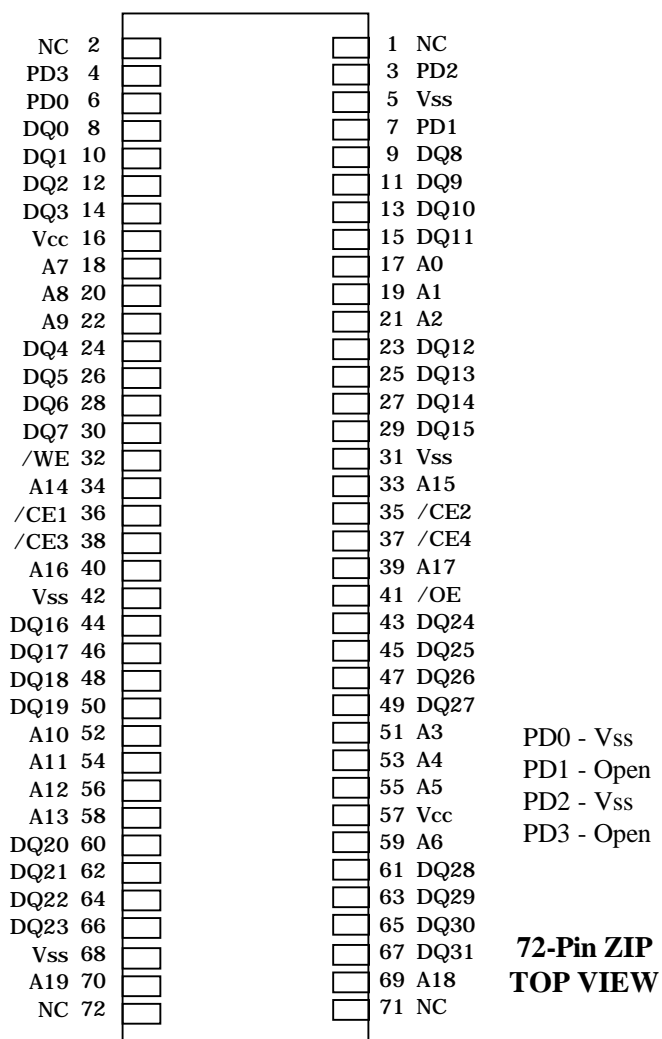 NC 2 1 NC
PD3 4 3 PD2
PD0 6 5 Vss
DQ0 8 7 PD1
DQ1 10 9 DQ8
DQ2 12 11 DQ9
DQ3 14 13 DQ10
Vcc 16 15 DQ11
A7 18 17 A0
A8 20 19 A1
A9 22 21 A2
DQ4 24 23 DQ12
DQ5 26 25 DQ13
DQ6 28 27 DQ14
DQ7 30 29 DQ15
/WE 32 31 Vss
A14 34 33 A15
/CE1 36 35 /CE2
/CE3 38 37 /CE4
A16 40 39 A17
Vss 42 41 /OE
DQ16 44 43 DQ24
DQ17 46 45 DQ25
DQ18 48 47 DQ26
DQ19 50 49 DQ27
A10 52 51 A3
A11 54 53 A4
A12 56 55 A5
A13 58 57 Vcc
DQ20 60 59 A6
DQ21 62 61 DQ28
DQ22 64 63 DQ29
DQ23 66 65 DQ30
Vss 68 67 DQ31
A19 70 69 A18
NC 72 71 NC
PD0 - Vss
PD1 - Open
PD2 - Vss
PD3 - Open
72-Pin ZIP
TOP VIEW